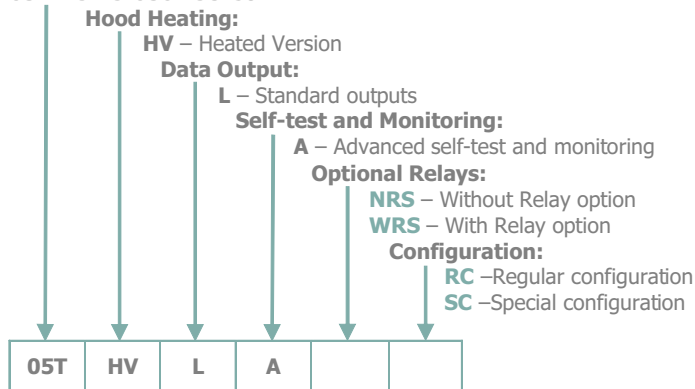 Hood Heating:
HV – Heated Version
Data Output:
L – Standard outputs
Self-test and Monitoring:
A – Advanced self-test and monitoring
Optional Relays:
NRS – Without Relay option
WRS – With Relay option
Configuration:
RC –Regular configuration
SC –Special configuration
05T HV L A